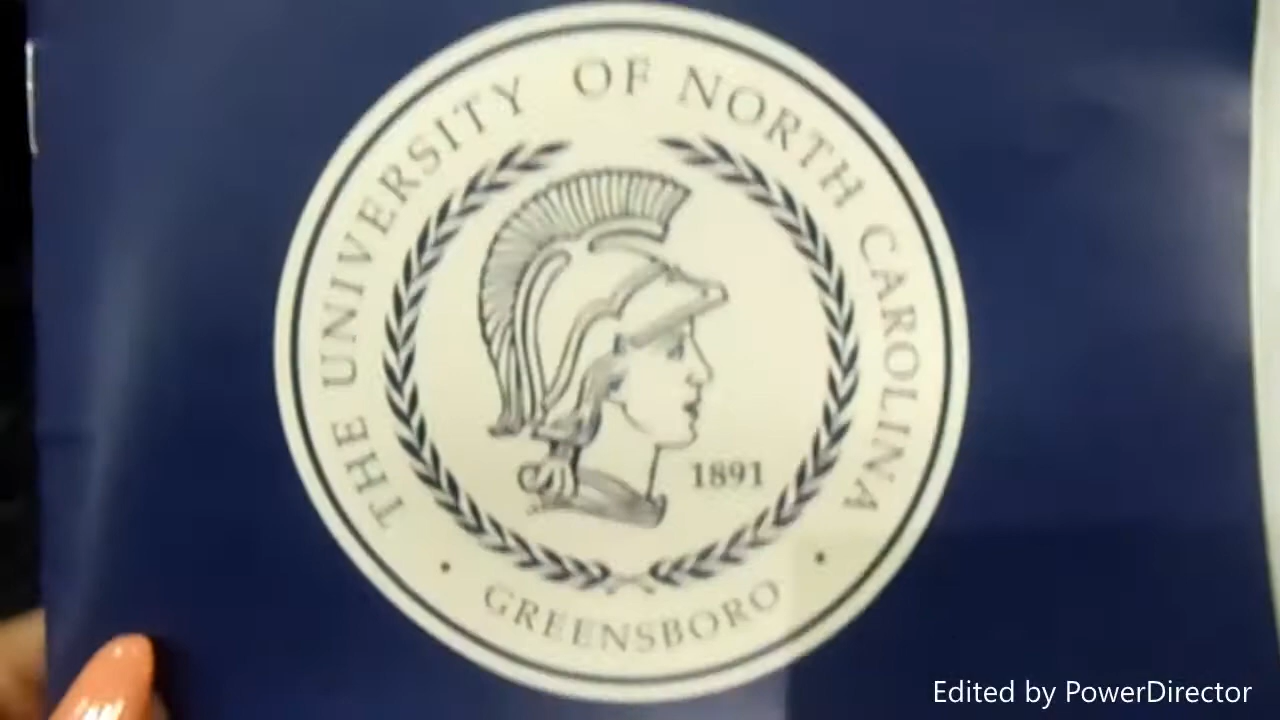 THE UNIVERSITY OF NORTH CAROLINA
1891
• GREENSBORO •
Edited by PowerDirector